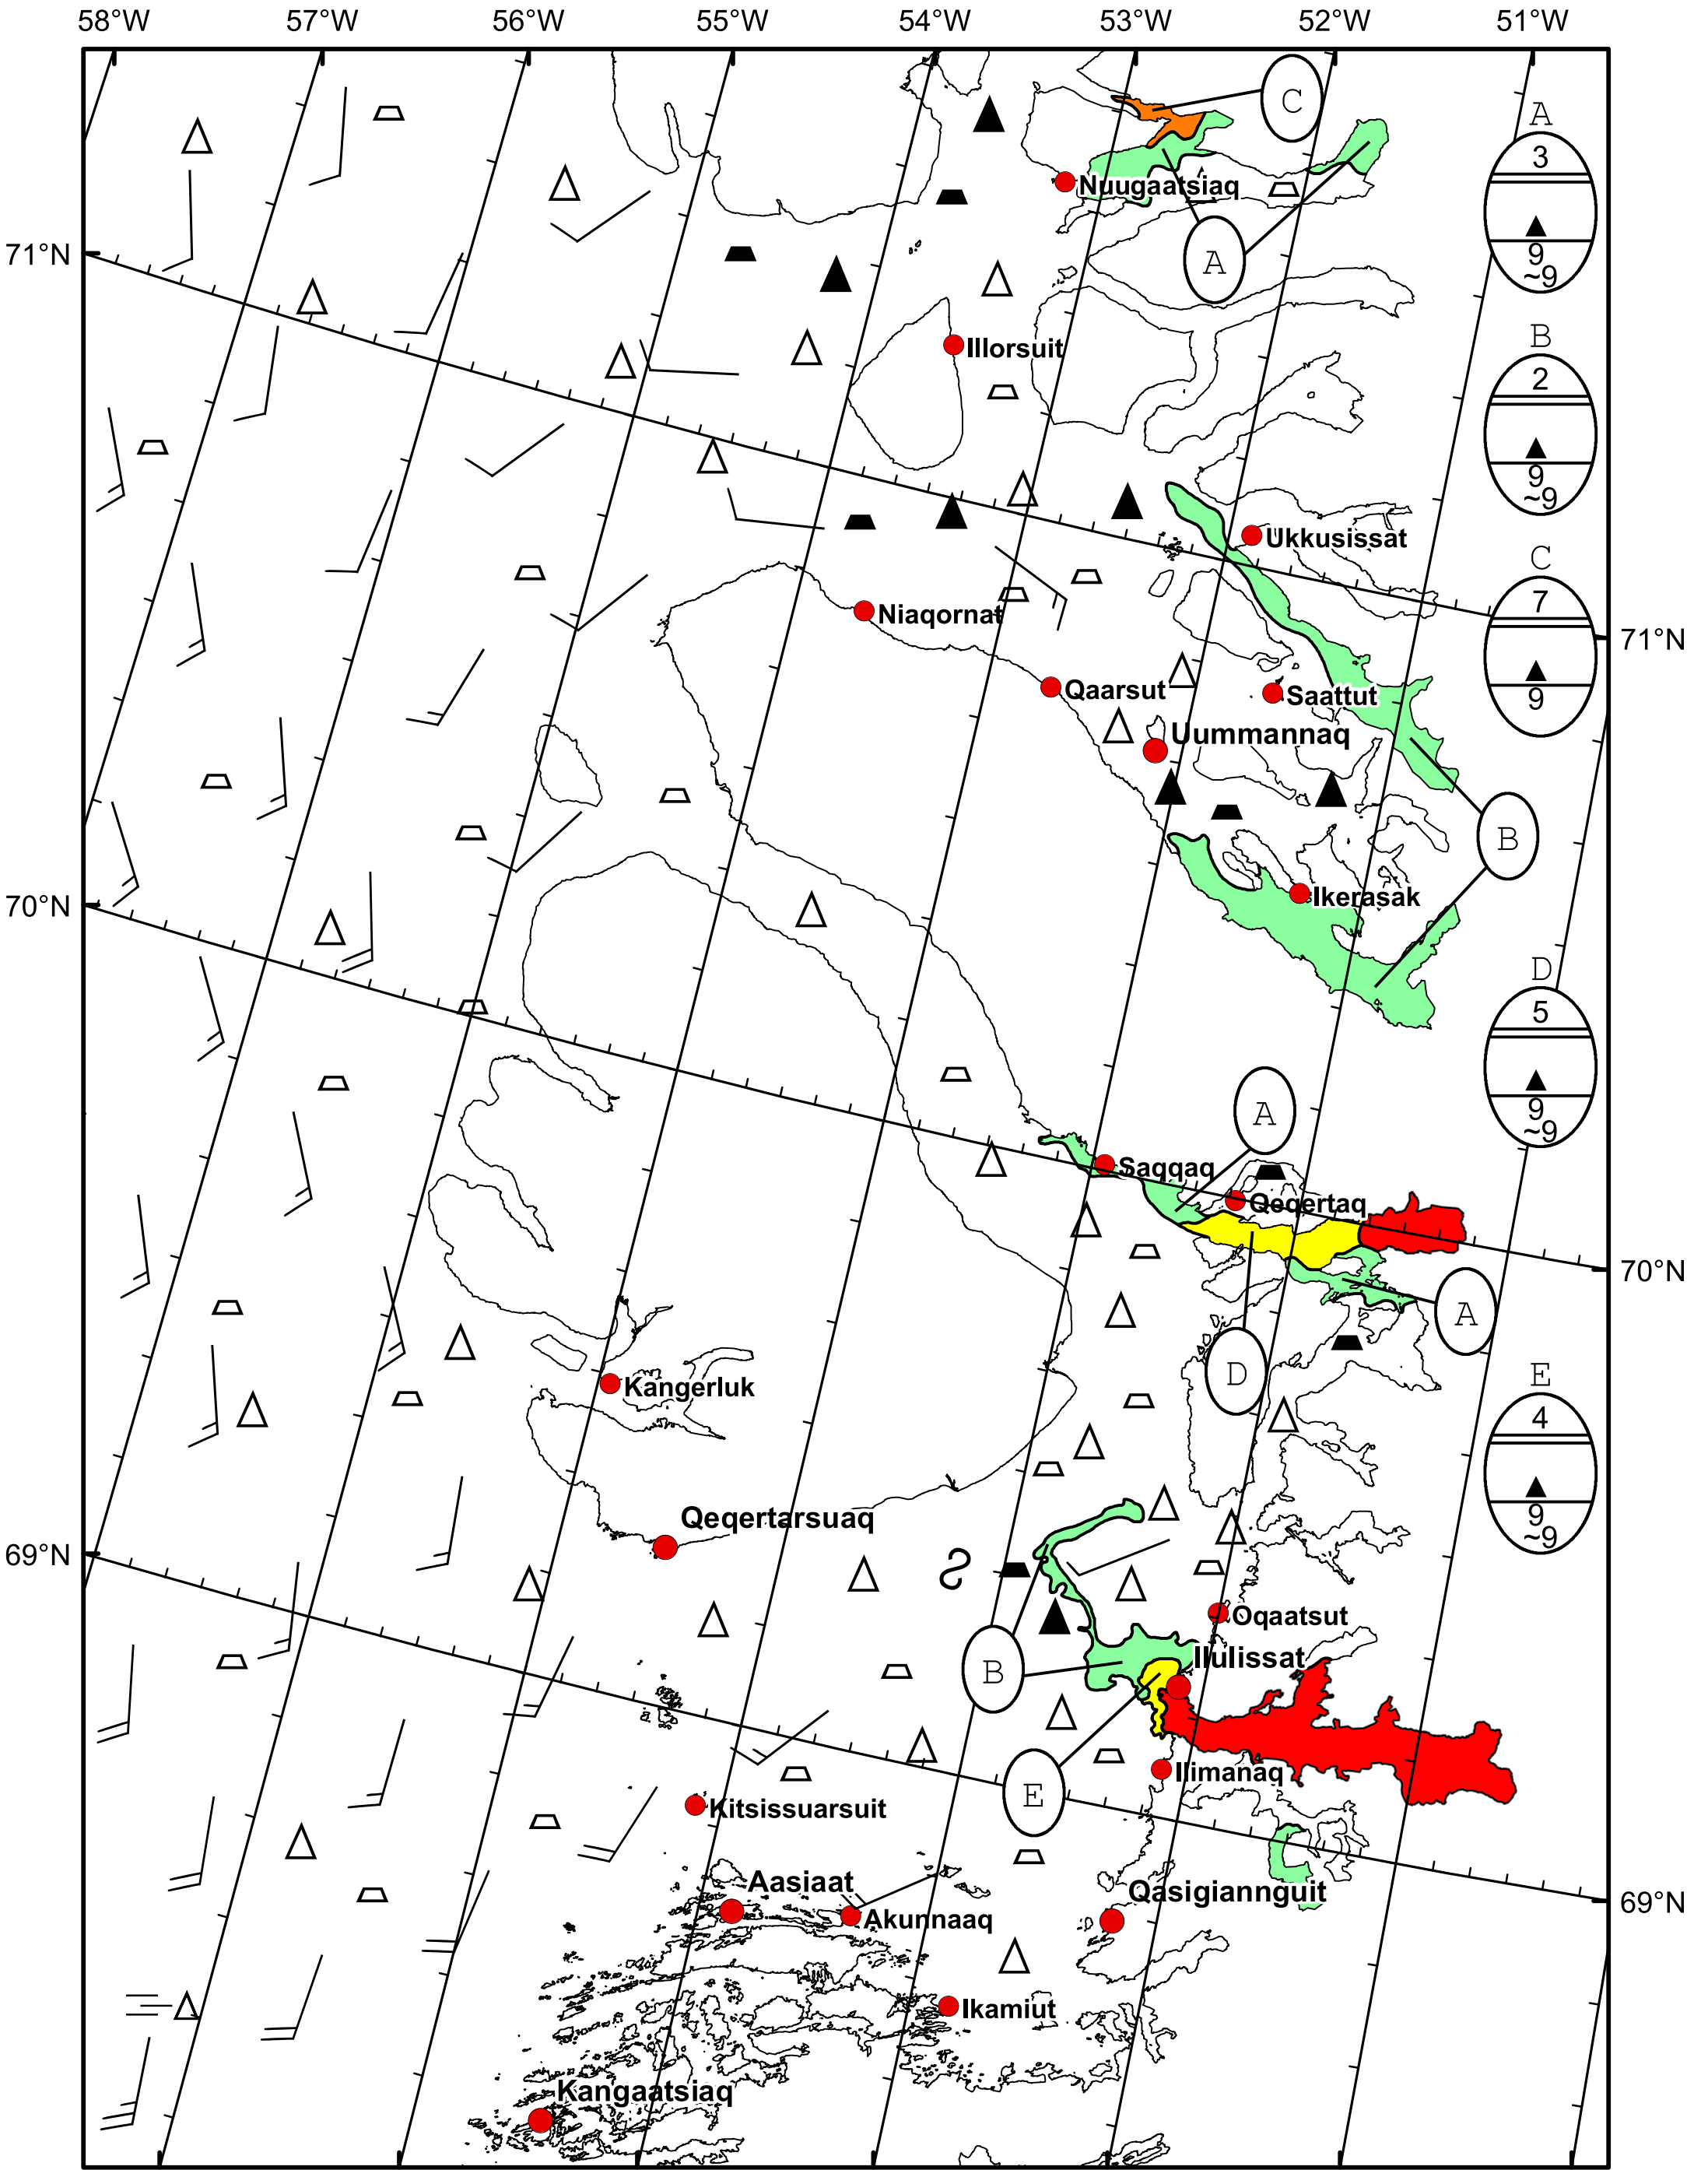 58°W 57°W 56°W 55°W 54°W 53°W 52°W 51°W
C
A
3
9
~9
Nuugaatsiaq
71°N
A
B
2
9
~9
Illorsuit
Ukkusissat
C
7
9
Niaqornat
71°N
Qaarsut
Saattut
Uummannaq
B
Ikerasak
70°N
D
5
9
~9
A
Saqqaq
Qeqertaq
70°N
A
D
Kangerluk
E
4
9
~9
Qeqertarsuaq
69°N
Oqaatsut
Ilulissat
B
Ilimanaq
E
Kitsissuarsuit
Aasiaat
Qasigiannguit
69°N
Akunnaaq
Ikamiut
Kangaatsiaq